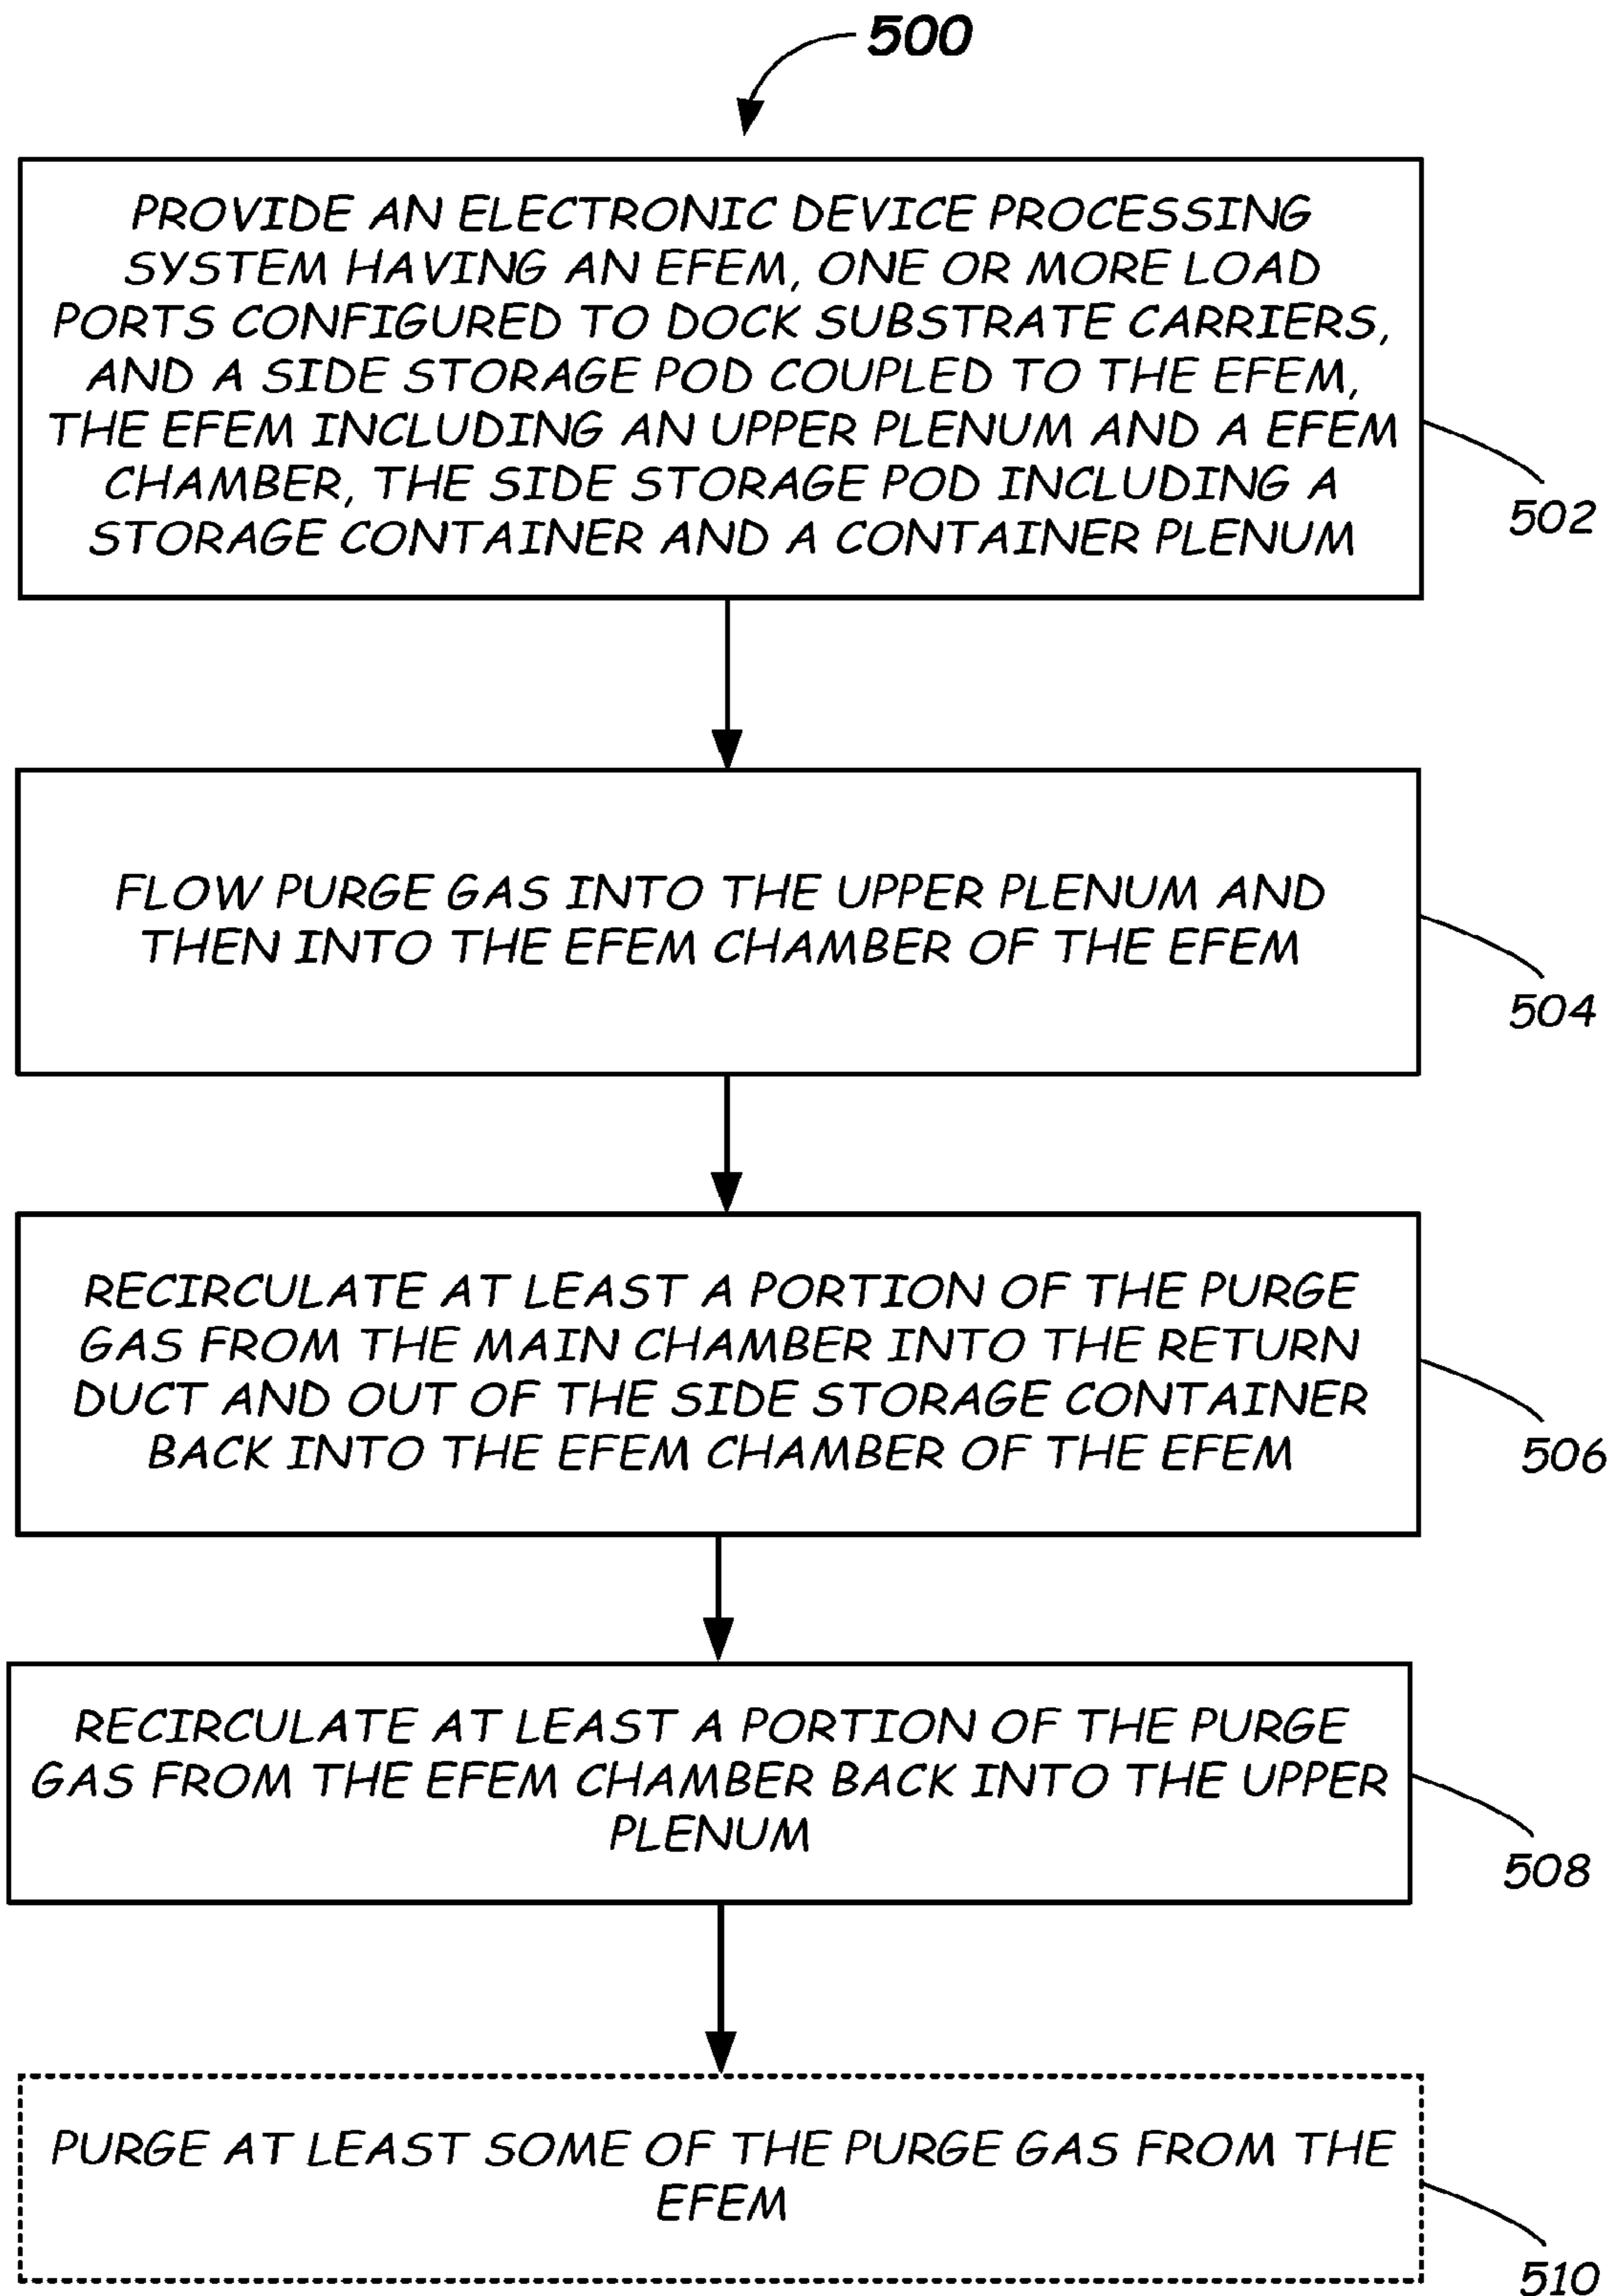 500
PROVIDE AN ELECTRONIC DEVICE PROCESSING
SYSTEM HAVING AN EFEM, ONE OR MORE LOAD
PORTS CONFIGURED TO DOCK SUBSTRATE CARRIERS,
AND A SIDE STORAGE POD COUPLED TO THE EFEM,
THE EFEM INCLUDING AN UPPER PLENUM AND A EFEM
CHAMBER, THE SIDE STORAGE POD INCLUDING A
STORAGE CONTAINER AND A CONTAINER PLENUM
502
FLOW PURGE GAS INTO THE UPPER PLENUM AND
THEN INTO THE EFEM CHAMBER OF THE EFEM
504
RECIRCULATE AT LEAST A PORTION OF THE PURGE
GAS FROM THE MAIN CHAMBER INTO THE RETURN
DUCT AND OUT OF THE SIDE STORAGE CONTAINER
BACK INTO THE EFEM CHAMBER OF THE EFEM
506
RECIRCULATE AT LEAST A PORTION OF THE PURGE
GAS FROM THE EFEM CHAMBER BACK INTO THE UPPER
PLENUM
508
PURGE AT LEAST SOME OF THE PURGE GAS FROM THE
EFEM
510